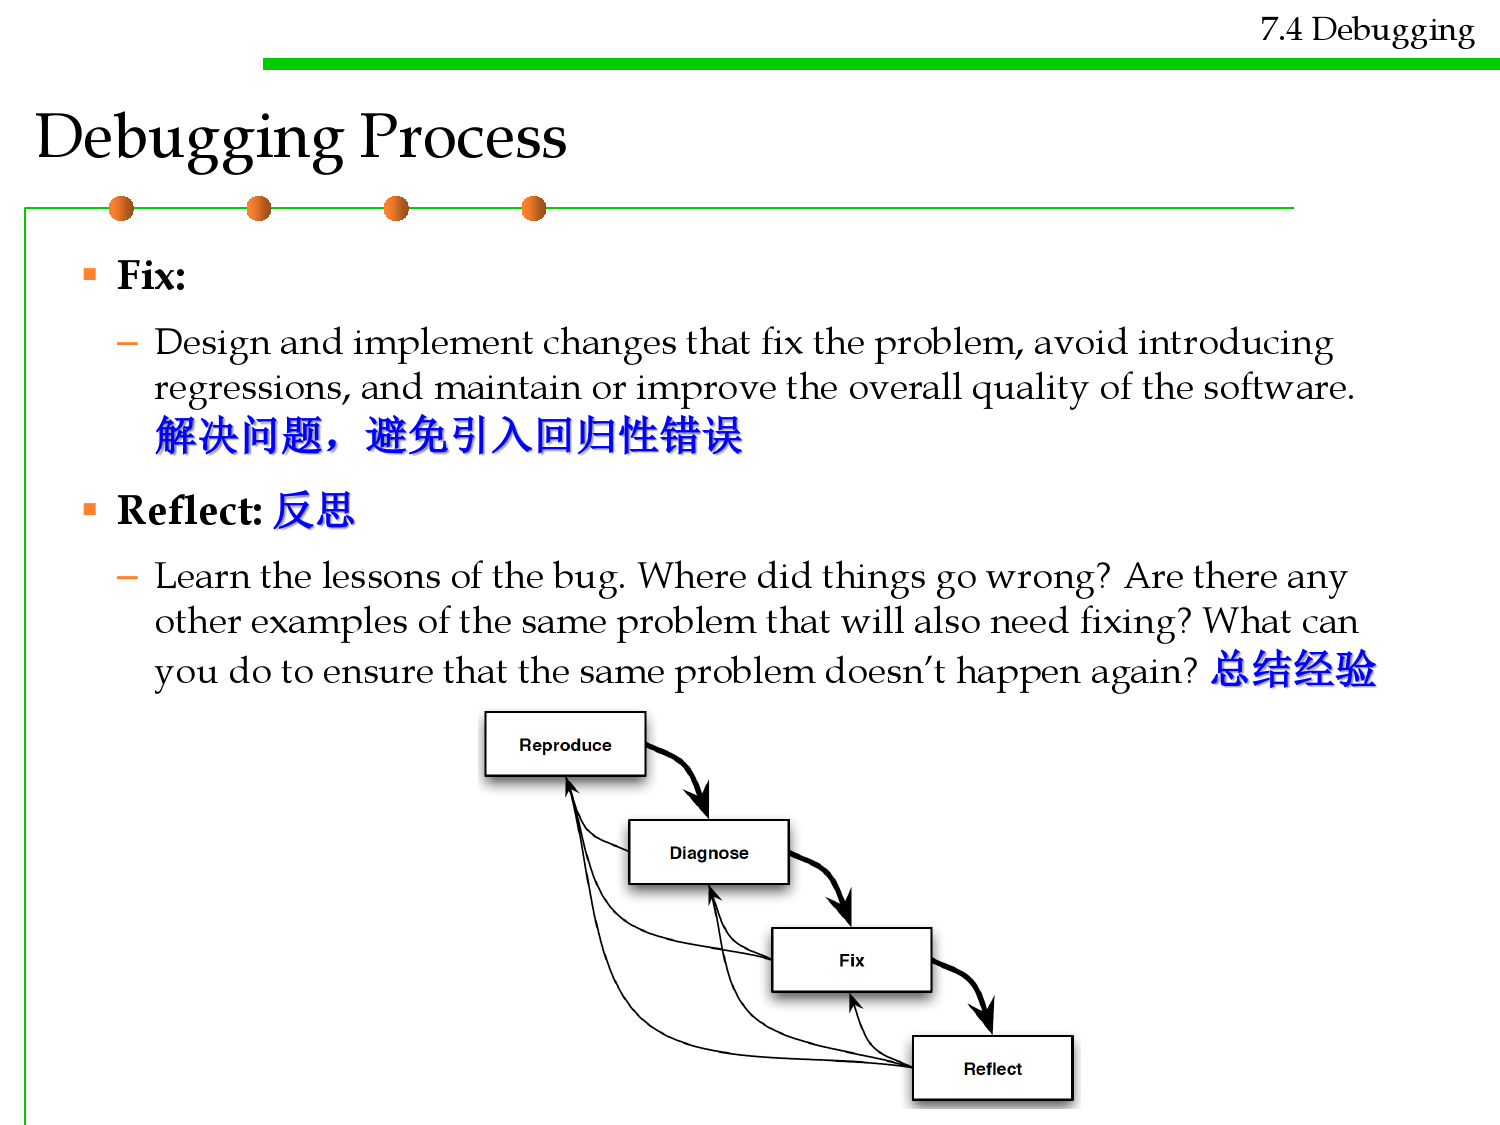 7.4 Debugging
Debugging Process
▪ Fix:
– Design and implement changes that fix the problem, avoid introducing
regressions, and maintain or improve the overall quality of the software.
解决问题，避免引入回归性错误
▪ Reflect: 反思
– Learn the lessons of the bug. Where did things go wrong? Are there any
other examples of the same problem that will also need fixing? What can
you do to ensure that the same problem doesn’t happen again? 总结经验
Reproduce
Diagnose
Fix
Reflect